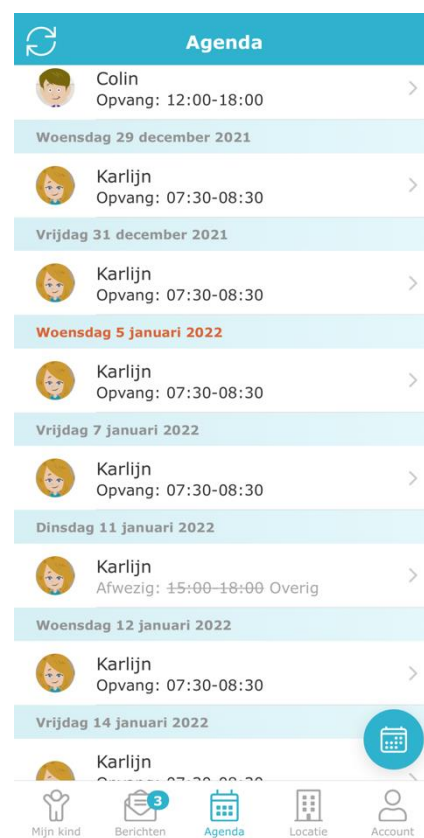 Agenda
Colin
Opvang: 12:00-18:00
Woensdag 29 december 2021
Karlijn
Opvang: 07:30-08:30
Vrijdag 31 december 2021
Karlijn
Opvang: 07:30-08:30
Woensdag 5 januari 2022
Karlijn
Opvang: 07:30-08:30
Vrijdag 7 januari 2022
Karlijn
Opvang: 07:30-08:30
Dinsdag 11 januari 2022
Karlijn
Afwezig: 15:00-18:00 Overig
Woensdag 12 januari 2022
Karlijn
Opvang: 07:30-08:30
Vrijdag 14 januari 2022
Karlijn
3
Mijn kind Berichten Agenda Locatie Account